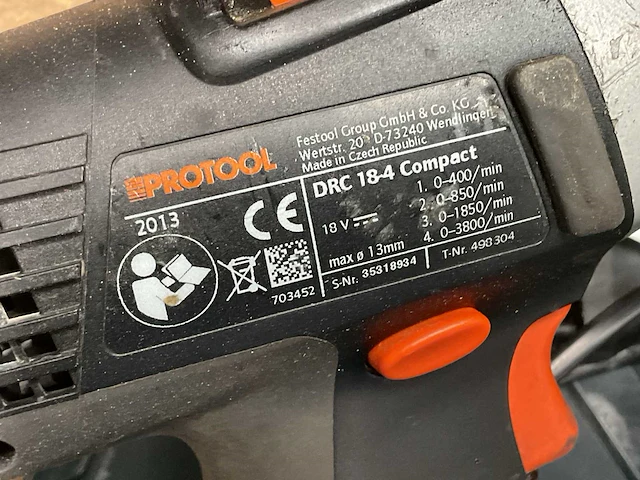 PROTOOL
Festool Group GmbH & Co. KG
Wertstr. 20 D-73240 Wendlingen
Made in Czech Republic
2013
CE
DRC 18-4 Compact
18 V
1. 0-400/min
2. 0-850/min
3. 0-1850/min
4. 0-3800/min
max ø 13mm
S-Nr. 35318934
T-Nr. 498304
703452